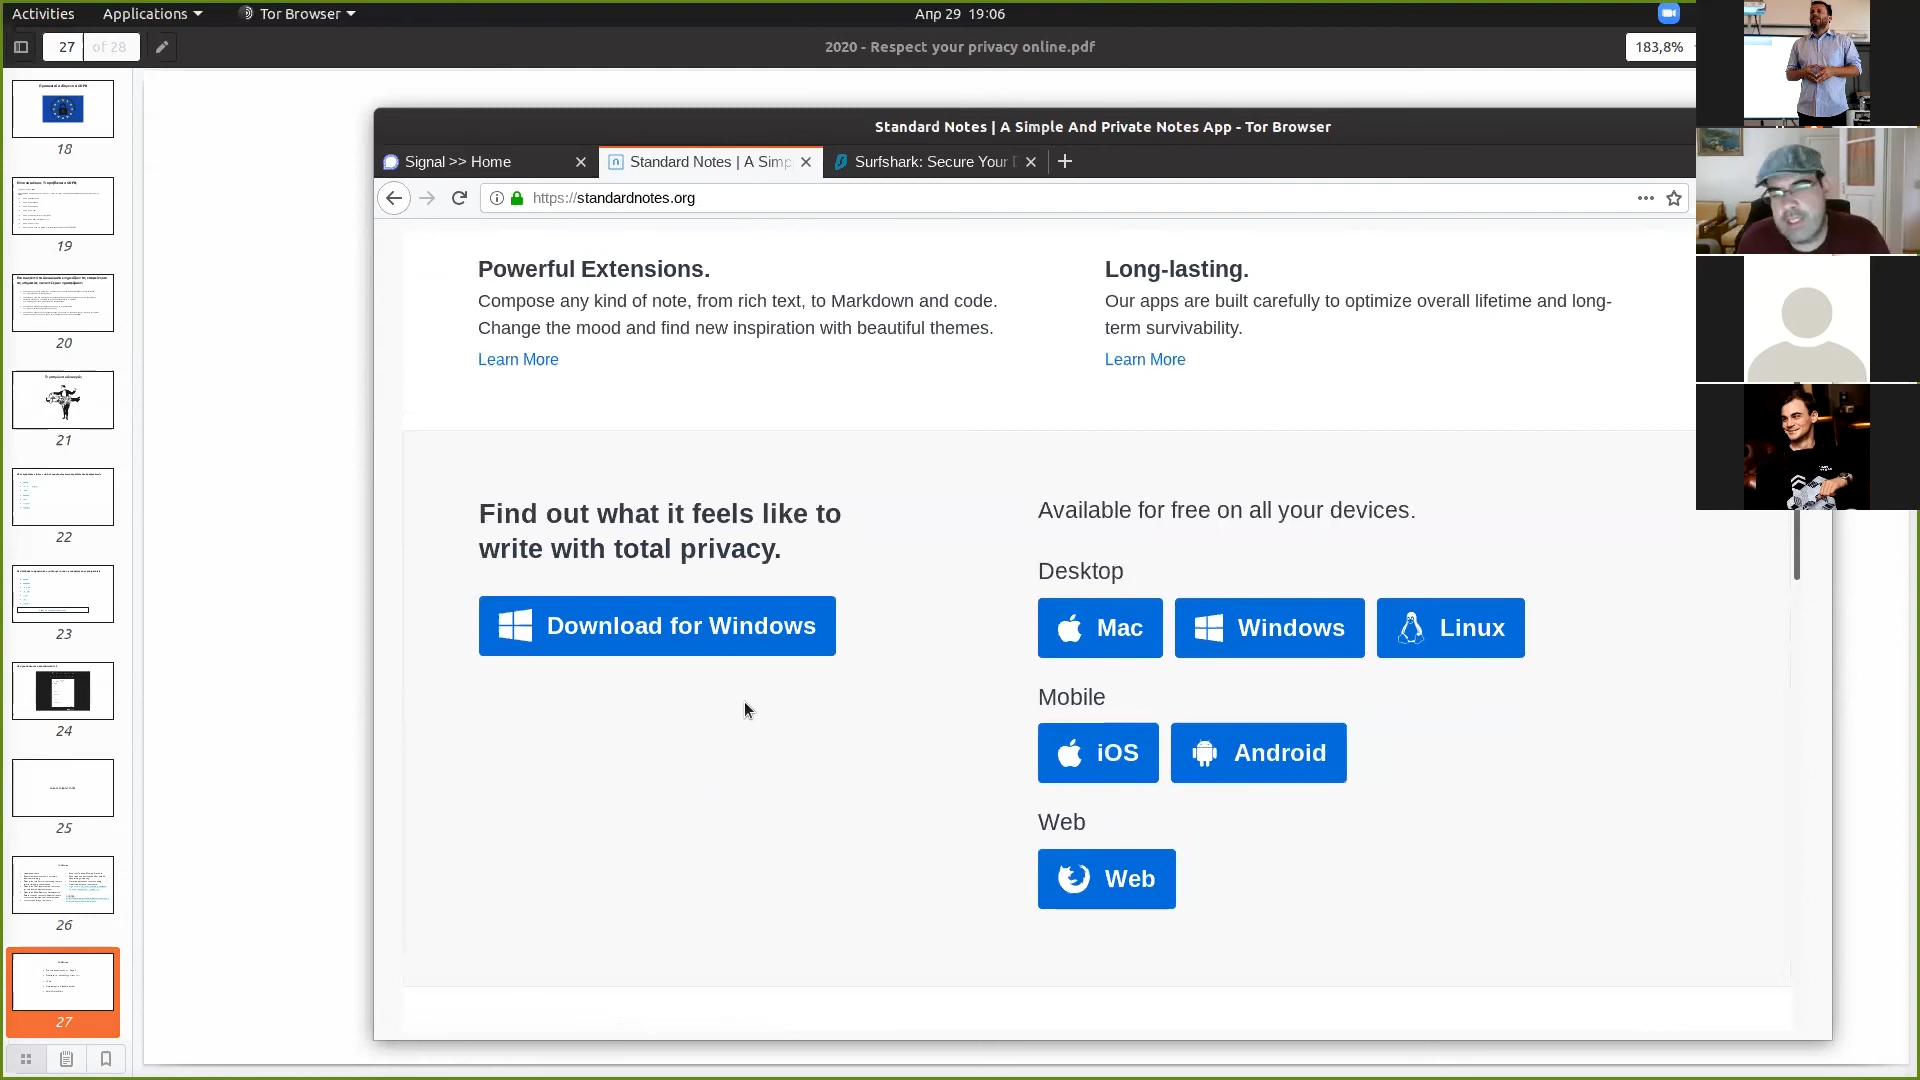 Activities Applications Tor Browser Απρ 29 19:06
27 of 28 2020 - Respect your privacy online.pdf 183,8%
18
19
20
21
22
23
24
25
26
27
Standard Notes | A Simple And Private Notes App - Tor Browser
Signal >> Home Standard Notes | A Simp Surfshark: Secure Your D
https://standardnotes.org
Powerful Extensions.
Compose any kind of note, from rich text, to Markdown and code.
Change the mood and find new inspiration with beautiful themes.
Learn More
Long-lasting.
Our apps are built carefully to optimize overall lifetime and long-
term survivability.
Learn More
Find out what it feels like to
write with total privacy.
Download for Windows
Available for free on all your devices.
Desktop
Mac Windows Linux
Mobile
iOS Android
Web
Web